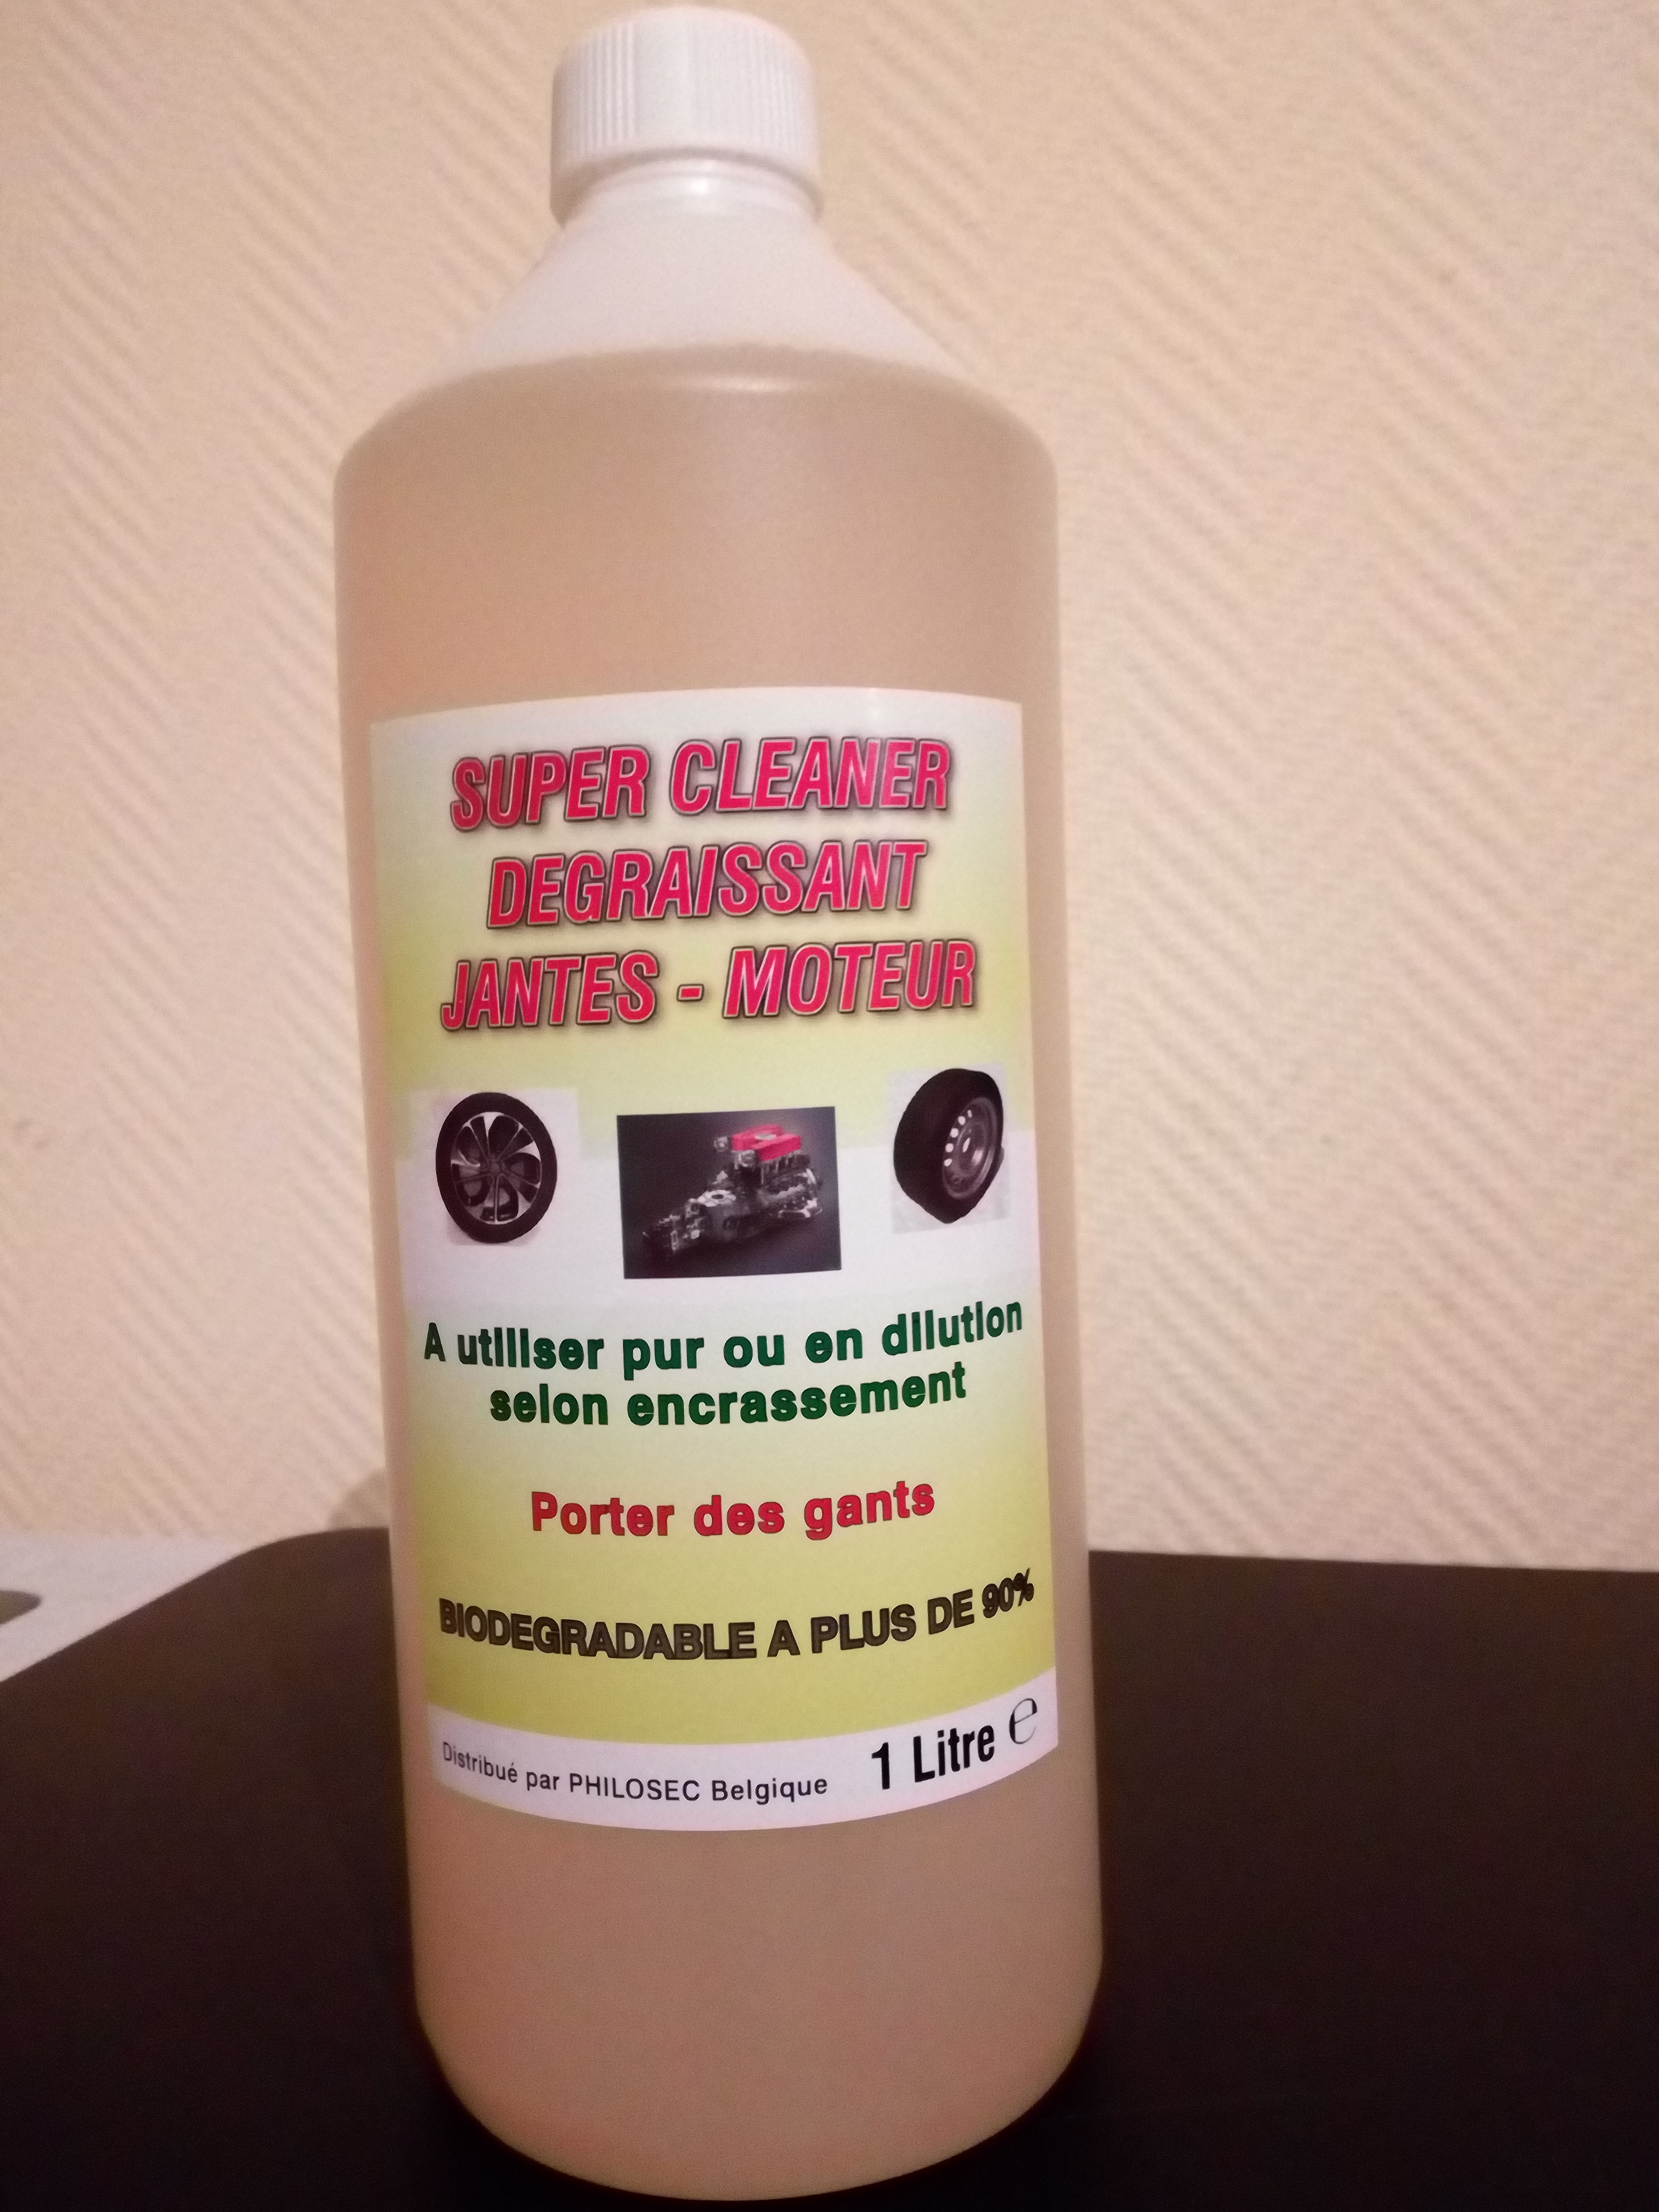 SUPER CLEANER
DEGRAISSANT
JANTES - MOTEUR
A utiliser pur ou en dilution
selon encrassement
Porter des gants
BIODEGRADABLE A PLUS DE 90%
Distribué par PHILOSEC Belgique
1 Litre ℮